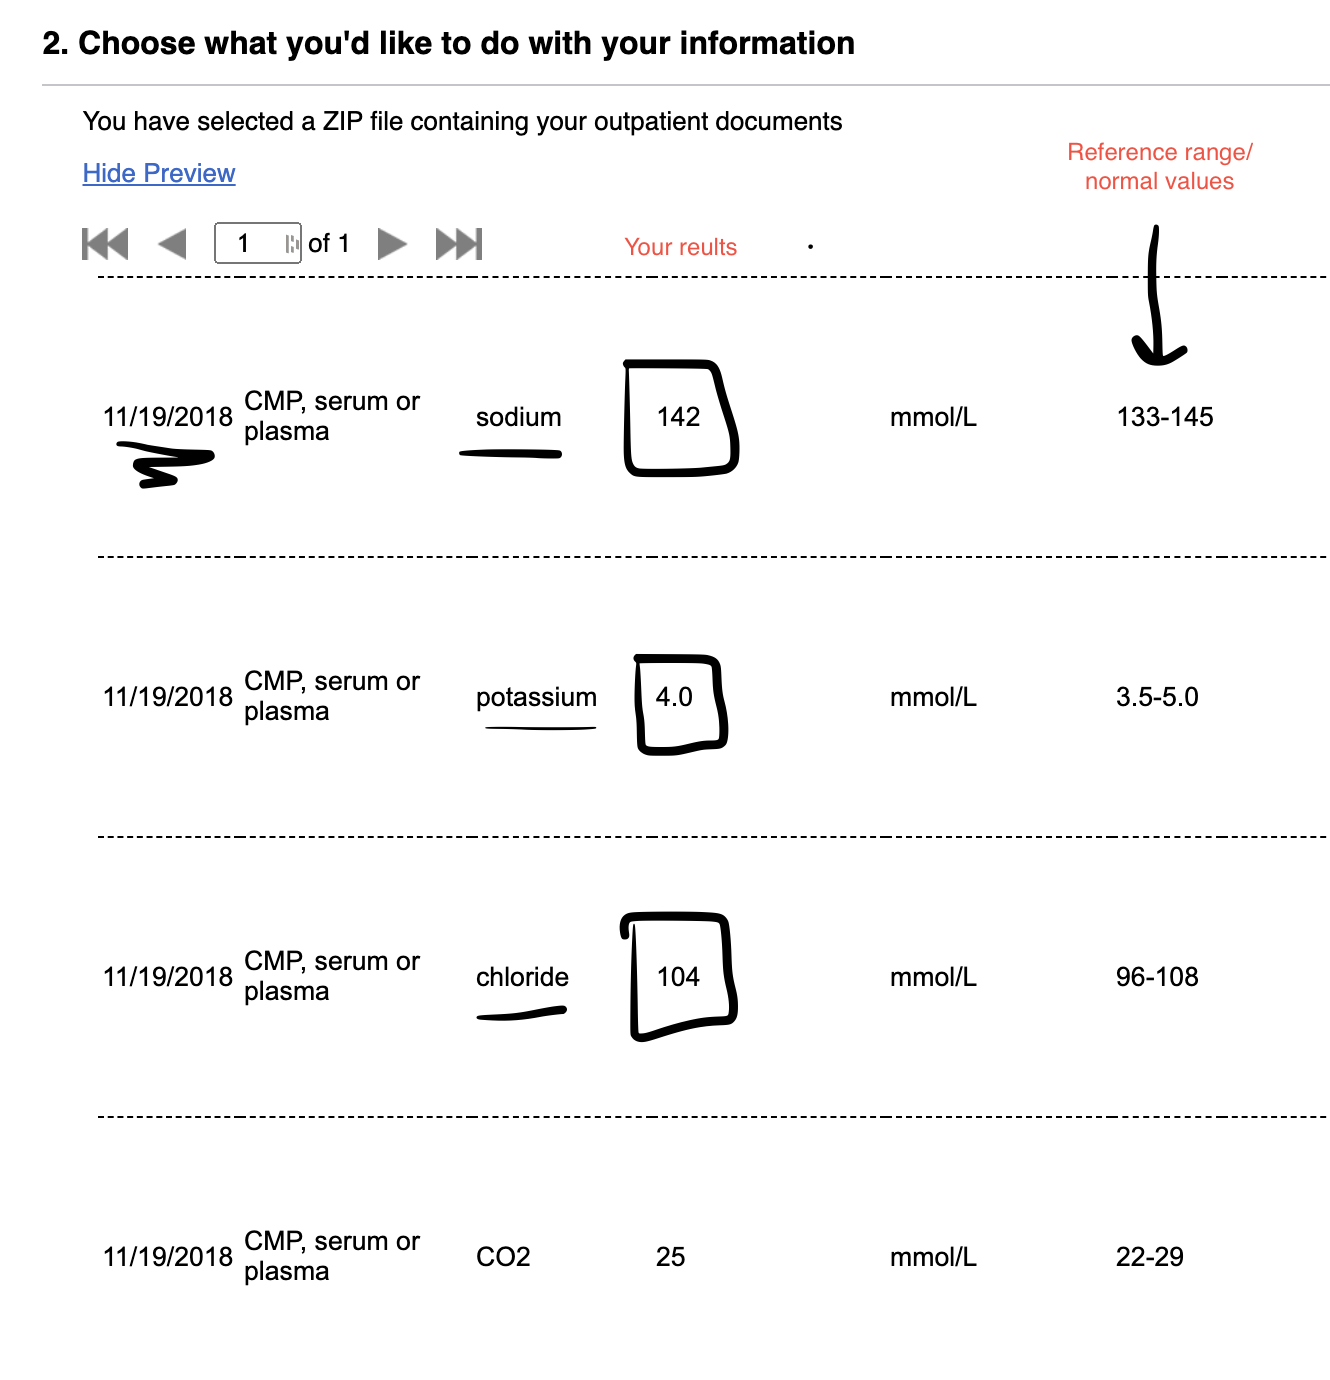 2. Choose what you'd like to do with your information
You have selected a ZIP file containing your outpatient documents
Reference range/
normal values
Hide Preview
1 of 1
Your reults
11/19/2018 CMP, serum or plasma sodium 142 mmol/L 133-145
11/19/2018 CMP, serum or plasma potassium 4.0 mmol/L 3.5-5.0
11/19/2018 CMP, serum or plasma chloride 104 mmol/L 96-108
11/19/2018 CMP, serum or plasma CO2 25 mmol/L 22-29